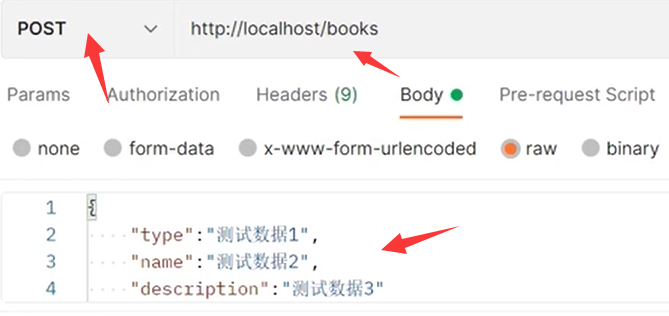 POST http://localhost/books
Params Authorization Headers (9) Body Pre-request Script
none form-data x-www-form-urlencoded raw binary
1 {
2 "type":"测试数据1",
3 "name":"测试数据2",
4 "description":"测试数据3"